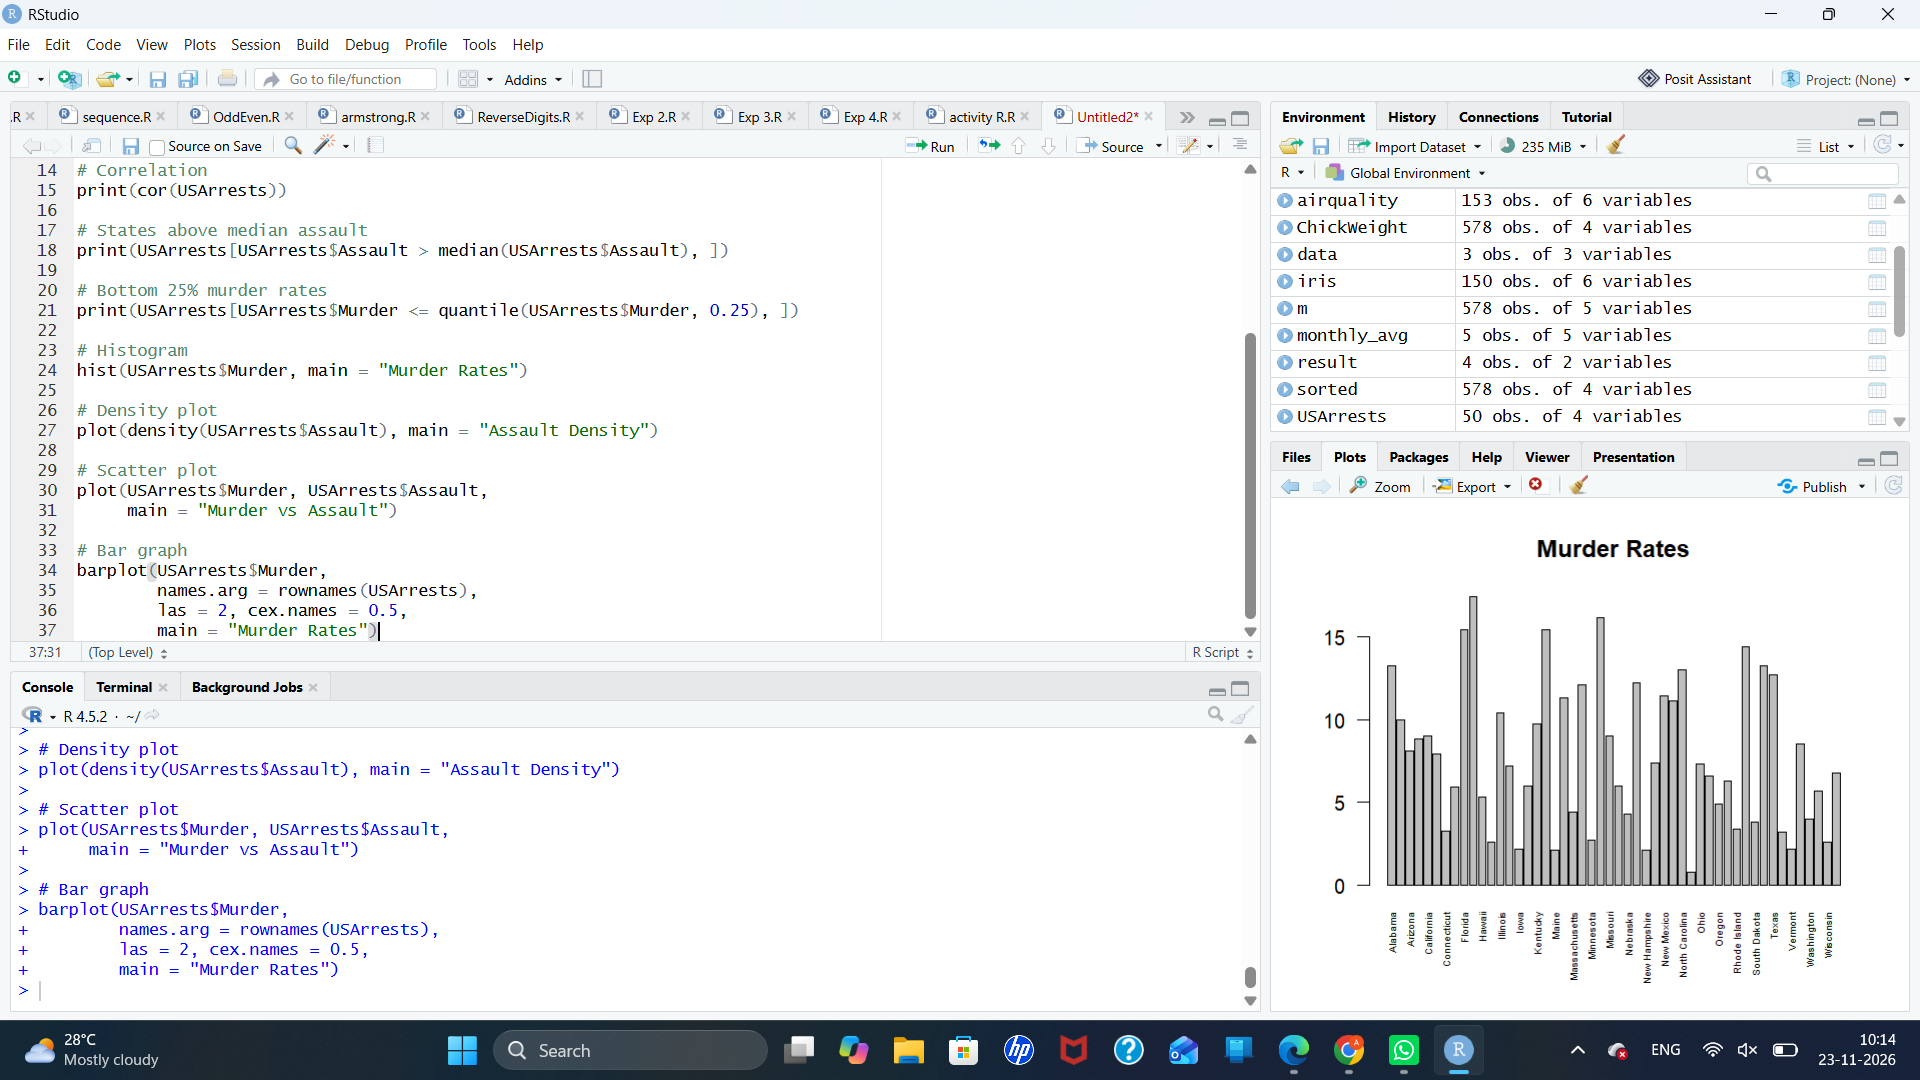 RStudio
File Edit Code View Plots Session Build Debug Profile Tools Help
Go to file/function Addins Posit Assistant Project: (None)
.R sequence.R OddEven.R armstrong.R ReverseDigits.R Exp 2.R Exp 3.R Exp 4.R activity R.R Untitled2*
Source on Save Run Source
14 # Correlation
15 print(cor(USArrests))
16
17 # States above median assault
18 print(USArrests[USArrests$Assault > median(USArrests$Assault), ])
19
20 # Bottom 25% murder rates
21 print(USArrests[USArrests$Murder <= quantile(USArrests$Murder, 0.25), ])
22
23 # Histogram
24 hist(USArrests$Murder, main = "Murder Rates")
25
26 # Density plot
27 plot(density(USArrests$Assault), main = "Assault Density")
28
29 # Scatter plot
30 plot(USArrests$Murder, USArrests$Assault,
31 main = "Murder vs Assault")
32
33 # Bar graph
34 barplot(USArrests$Murder,
35 names.arg = rownames(USArrests),
36 las = 2, cex.names = 0.5,
37 main = "Murder Rates")
37:31 (Top Level) R Script
Console Terminal Background Jobs
R 4.5.2 · ~/
>
> # Density plot
> plot(density(USArrests$Assault), main = "Assault Density")
>
> # Scatter plot
> plot(USArrests$Murder, USArrests$Assault,
+ main = "Murder vs Assault")
>
> # Bar graph
> barplot(USArrests$Murder,
+ names.arg = rownames(USArrests),
+ las = 2, cex.names = 0.5,
+ main = "Murder Rates")
>
Environment History Connections Tutorial
Import Dataset 235 MiB List
R Global Environment
airquality 153 obs. of 6 variables
ChickWeight 578 obs. of 4 variables
data 3 obs. of 3 variables
iris 150 obs. of 6 variables
m 578 obs. of 5 variables
monthly_avg 5 obs. of 5 variables
result 4 obs. of 2 variables
sorted 578 obs. of 4 variables
USArrests 50 obs. of 4 variables
Files Plots Packages Help Viewer Presentation
Zoom Export Publish
Murder Rates
15
10
5
0
Alabama
Arizona
California
Connecticut
Florida
Hawaii
Illinois
Iowa
Kentucky
Maine
Massachusetts
Minnesota
Missouri
Nebraska
New Hampshire
New Mexico
North Carolina
Ohio
Oregon
Rhode Island
South Dakota
Texas
Vermont
Washington
Wisconsin
28°C
Mostly cloudy
Search
ENG
10:14
23-11-2026